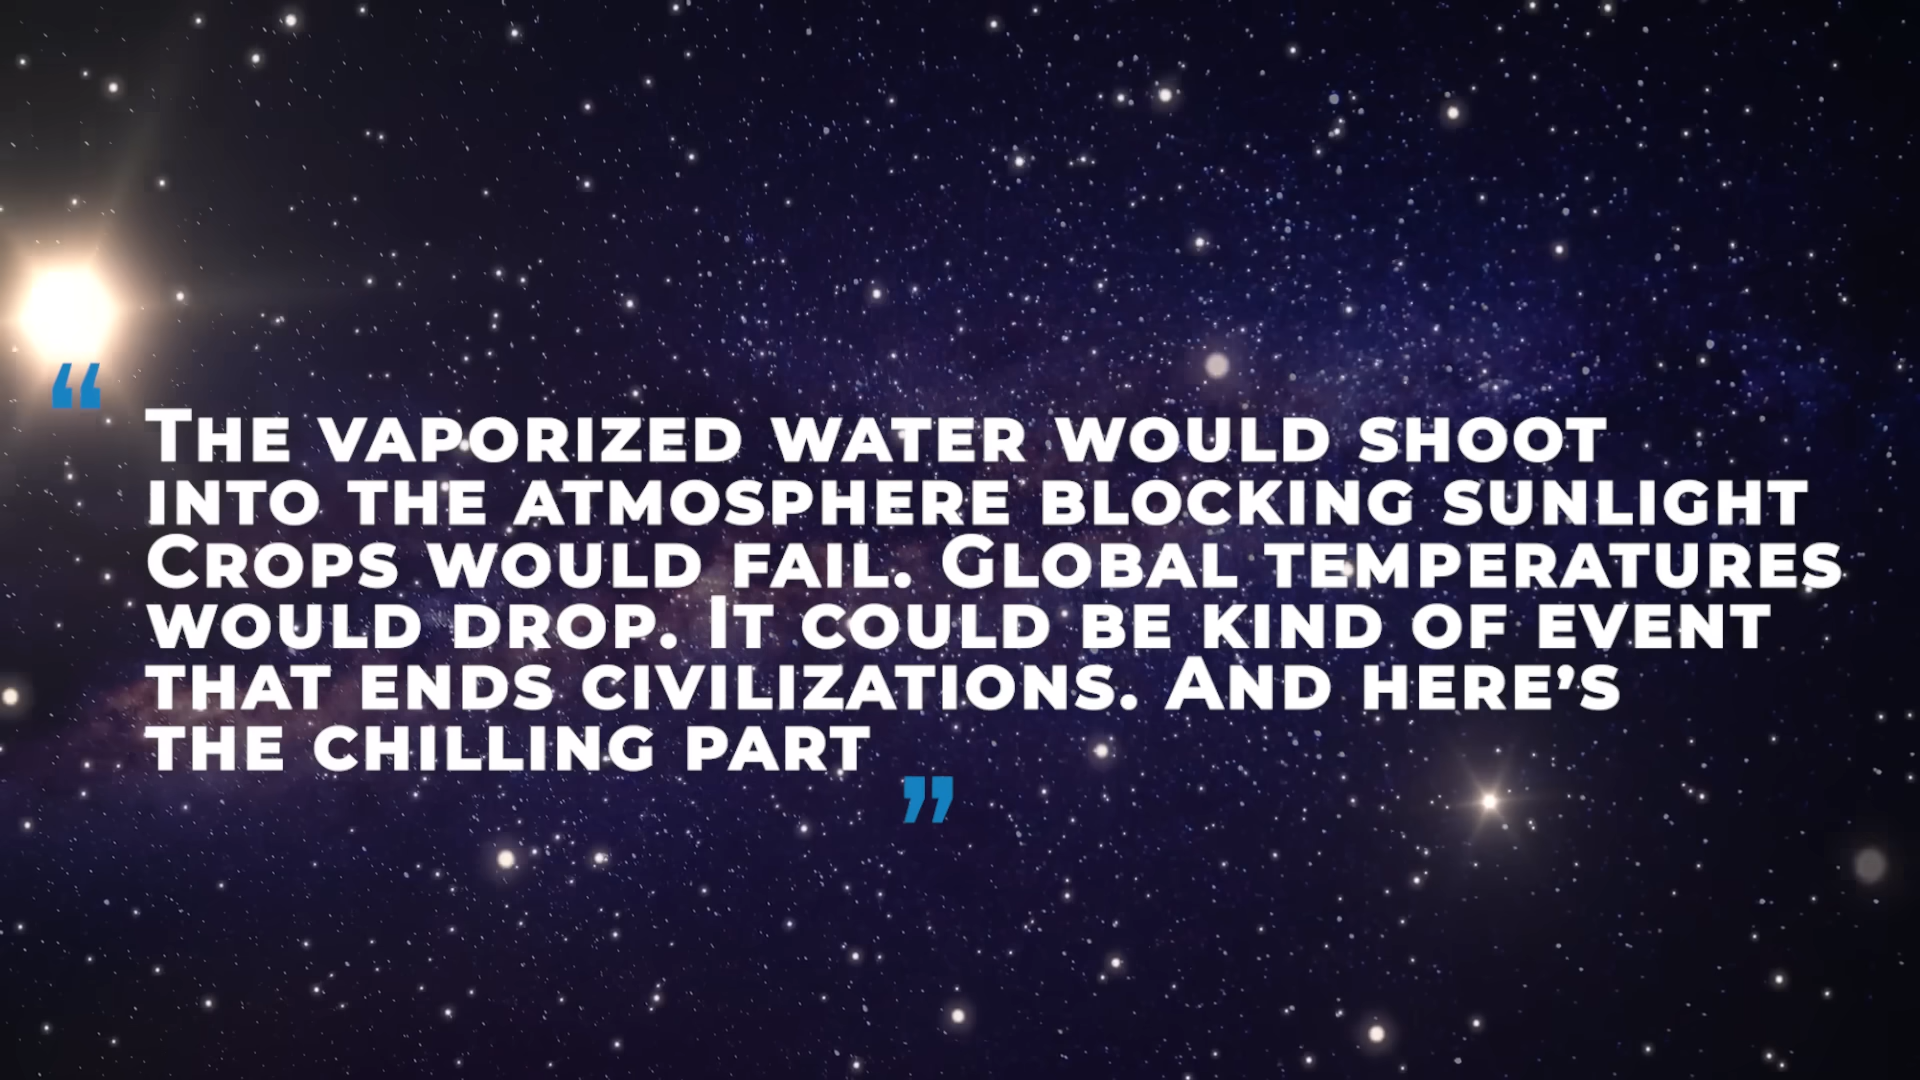 “
The vaporized water would shoot
into the atmosphere blocking sunlight
Crops would fail. Global temperatures
would drop. It could be kind of event
that ends civilizations. And here’s
the chilling part
”